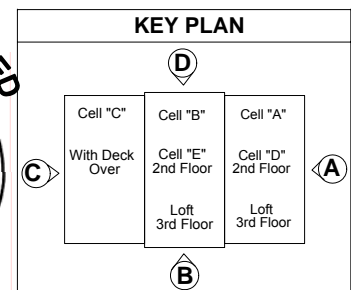 KEY PLAN
ED
D
Cell "C"
Cell "B"
Cell "A"
With Deck
Over
Cell "E"
2nd Floor
Cell "D"
2nd Floor
C
A
Loft
3rd Floor
Loft
3rd Floor
B